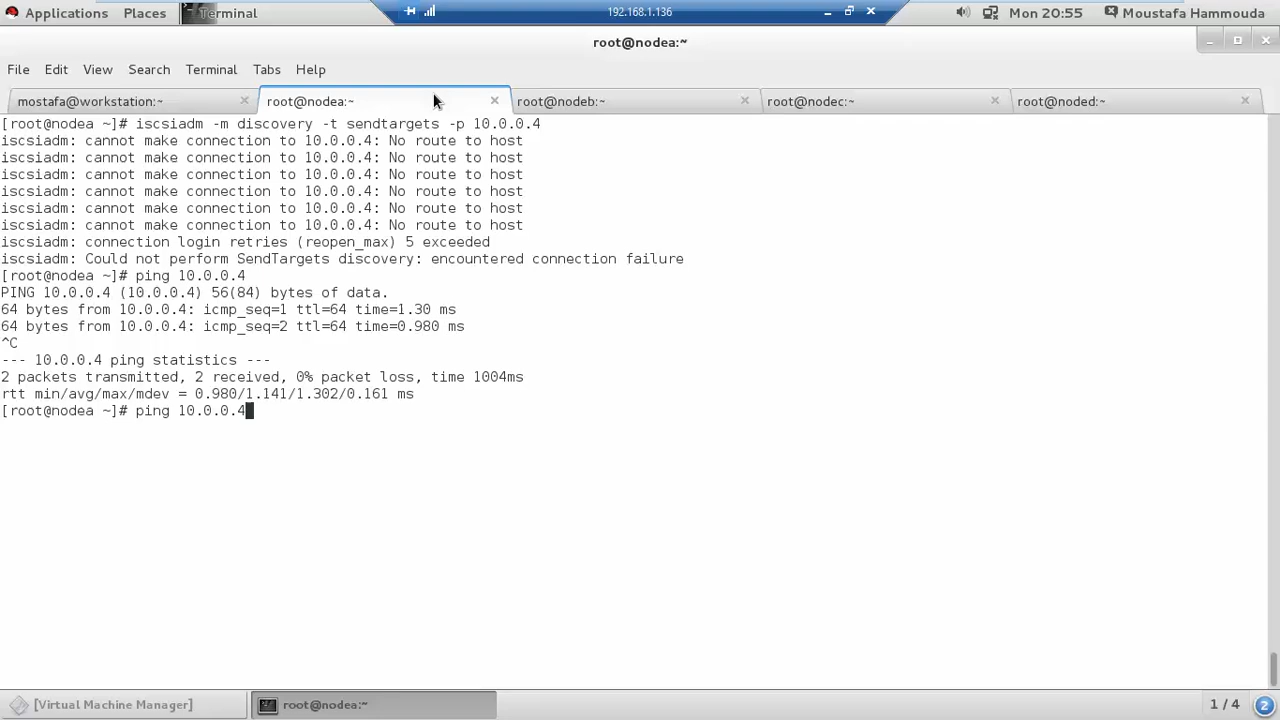 Applications Places Terminal 192.168.1.136 Mon 20:55 Moustafa Hammouda
root@nodea:~
File Edit View Search Terminal Tabs Help
mostafa@workstation:~ root@nodea:~ root@nodeb:~ root@nodec:~ root@noded:~
[root@nodea ~]# iscsiadm -m discovery -t sendtargets -p 10.0.0.4
iscsiadm: cannot make connection to 10.0.0.4: No route to host
iscsiadm: cannot make connection to 10.0.0.4: No route to host
iscsiadm: cannot make connection to 10.0.0.4: No route to host
iscsiadm: cannot make connection to 10.0.0.4: No route to host
iscsiadm: cannot make connection to 10.0.0.4: No route to host
iscsiadm: cannot make connection to 10.0.0.4: No route to host
iscsiadm: connection login retries (reopen_max) 5 exceeded
iscsiadm: Could not perform SendTargets discovery: encountered connection failure
[root@nodea ~]# ping 10.0.0.4
PING 10.0.0.4 (10.0.0.4) 56(84) bytes of data.
64 bytes from 10.0.0.4: icmp_seq=1 ttl=64 time=1.30 ms
64 bytes from 10.0.0.4: icmp_seq=2 ttl=64 time=0.980 ms
^C
--- 10.0.0.4 ping statistics ---
2 packets transmitted, 2 received, 0% packet loss, time 1004ms
rtt min/avg/max/mdev = 0.980/1.141/1.302/0.161 ms
[root@nodea ~]# ping 10.0.0.4
[Virtual Machine Manager] root@nodea:~ 1 / 4 2